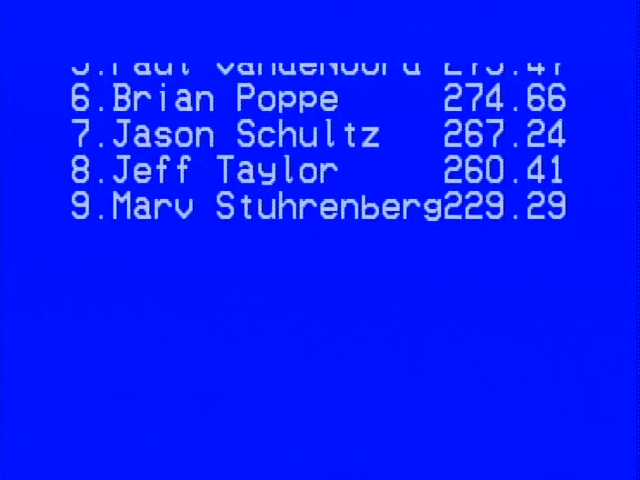 6.Brian Poppe 274.66
7.Jason Schultz 267.24
8.Jeff Taylor 260.41
9.Marv Stuhrenberg229.29